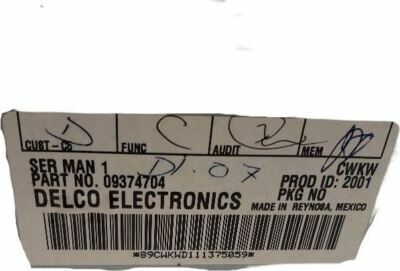 CUST-C6 FUNC AUDIT MEM
SER MAN 1 D1.07 CWKW
PART NO. 09374704 PROD ID: 2001
DELCO ELECTRONICS PKG NO
MADE IN REYNOSA, MEXICO
*89CWKWD111375059*